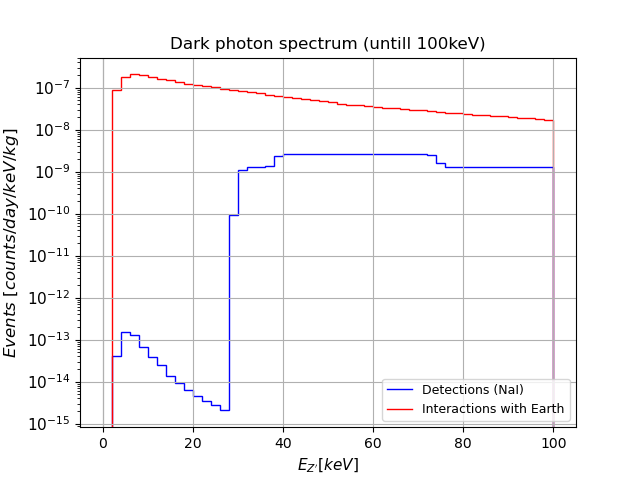 Dark photon spectrum (untill 100keV)
Events [counts/day/keV/kg]
10⁻⁷
10⁻⁸
10⁻⁹
10⁻¹⁰
10⁻¹¹
10⁻¹²
10⁻¹³
10⁻¹⁴
10⁻¹⁵
Detections (NaI)
Interactions with Earth
0 20 40 60 80 100
E_{Z'}[keV]